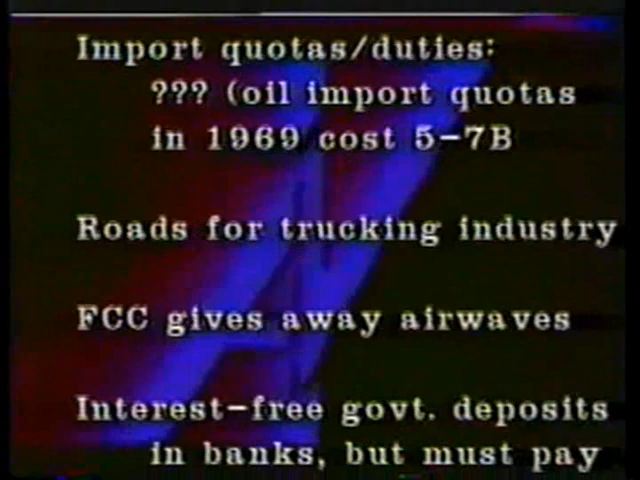 Import quotas/duties:
??? (oil import quotas
in 1969 cost 5-7B
Roads for trucking industry
FCC gives away airwaves
Interest-free govt. deposits
in banks, but must pay